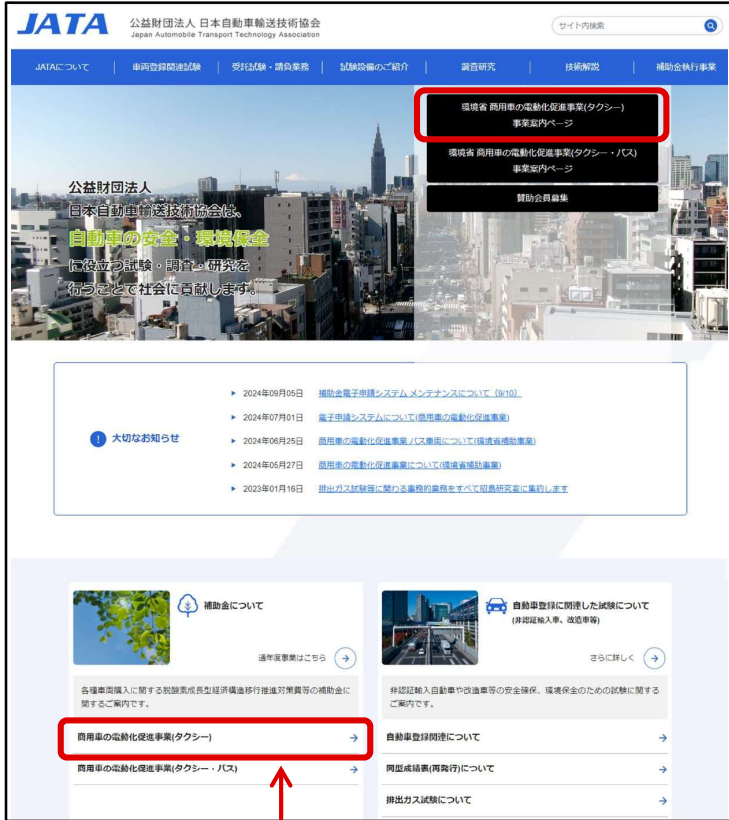 JATA
公益財団法人 日本自動車輸送技術協会
Japan Automobile Transport Technology Association
サイト内検索
JATAについて
車両登録関連試験
受託試験・請負業務
試験設備のご紹介
調査研究
技術解説
補助金執行事業
環境省 商用車の電動化促進事業(タクシー)
事業案内ページ
環境省 商用車の電動化促進事業(タクシー・バス)
事業案内ページ
賛助会員募集
公益財団法人
日本自動車輸送技術協会は、
自動車の安全・環境保全
に役立つ試験・調査・研究を
行うことで社会に貢献します。
大切なお知らせ
2024年09月05日 補助金電子申請システム メンテナンスについて（9/10）
2024年07月01日 電子申請システムについて(商用車の電動化促進事業)
2024年06月25日 商用車の電動化促進事業 バス車両について(環境省補助事業)
2024年05月27日 商用車の電動化促進事業について(環境省補助事業)
2023年01月16日 排出ガス試験等に関わる事務的業務をすべて昭島研究室に集約します
補助金について
過年度事業はこちら
各種車両購入に関する脱酸素成長型経済構造移行推進対策費等の補助金に
関するご案内です。
商用車の電動化促進事業(タクシー)
商用車の電動化促進事業(タクシー・バス)
自動車登録に関連した試験について
(非認証輸入車、改造車等)
さらに詳しく
非認証輸入自動車や改造車等の安全確保、環境保全のための試験に関する
ご案内です。
自動車登録関連について
同型成績表(再発行)について
排出ガス試験について